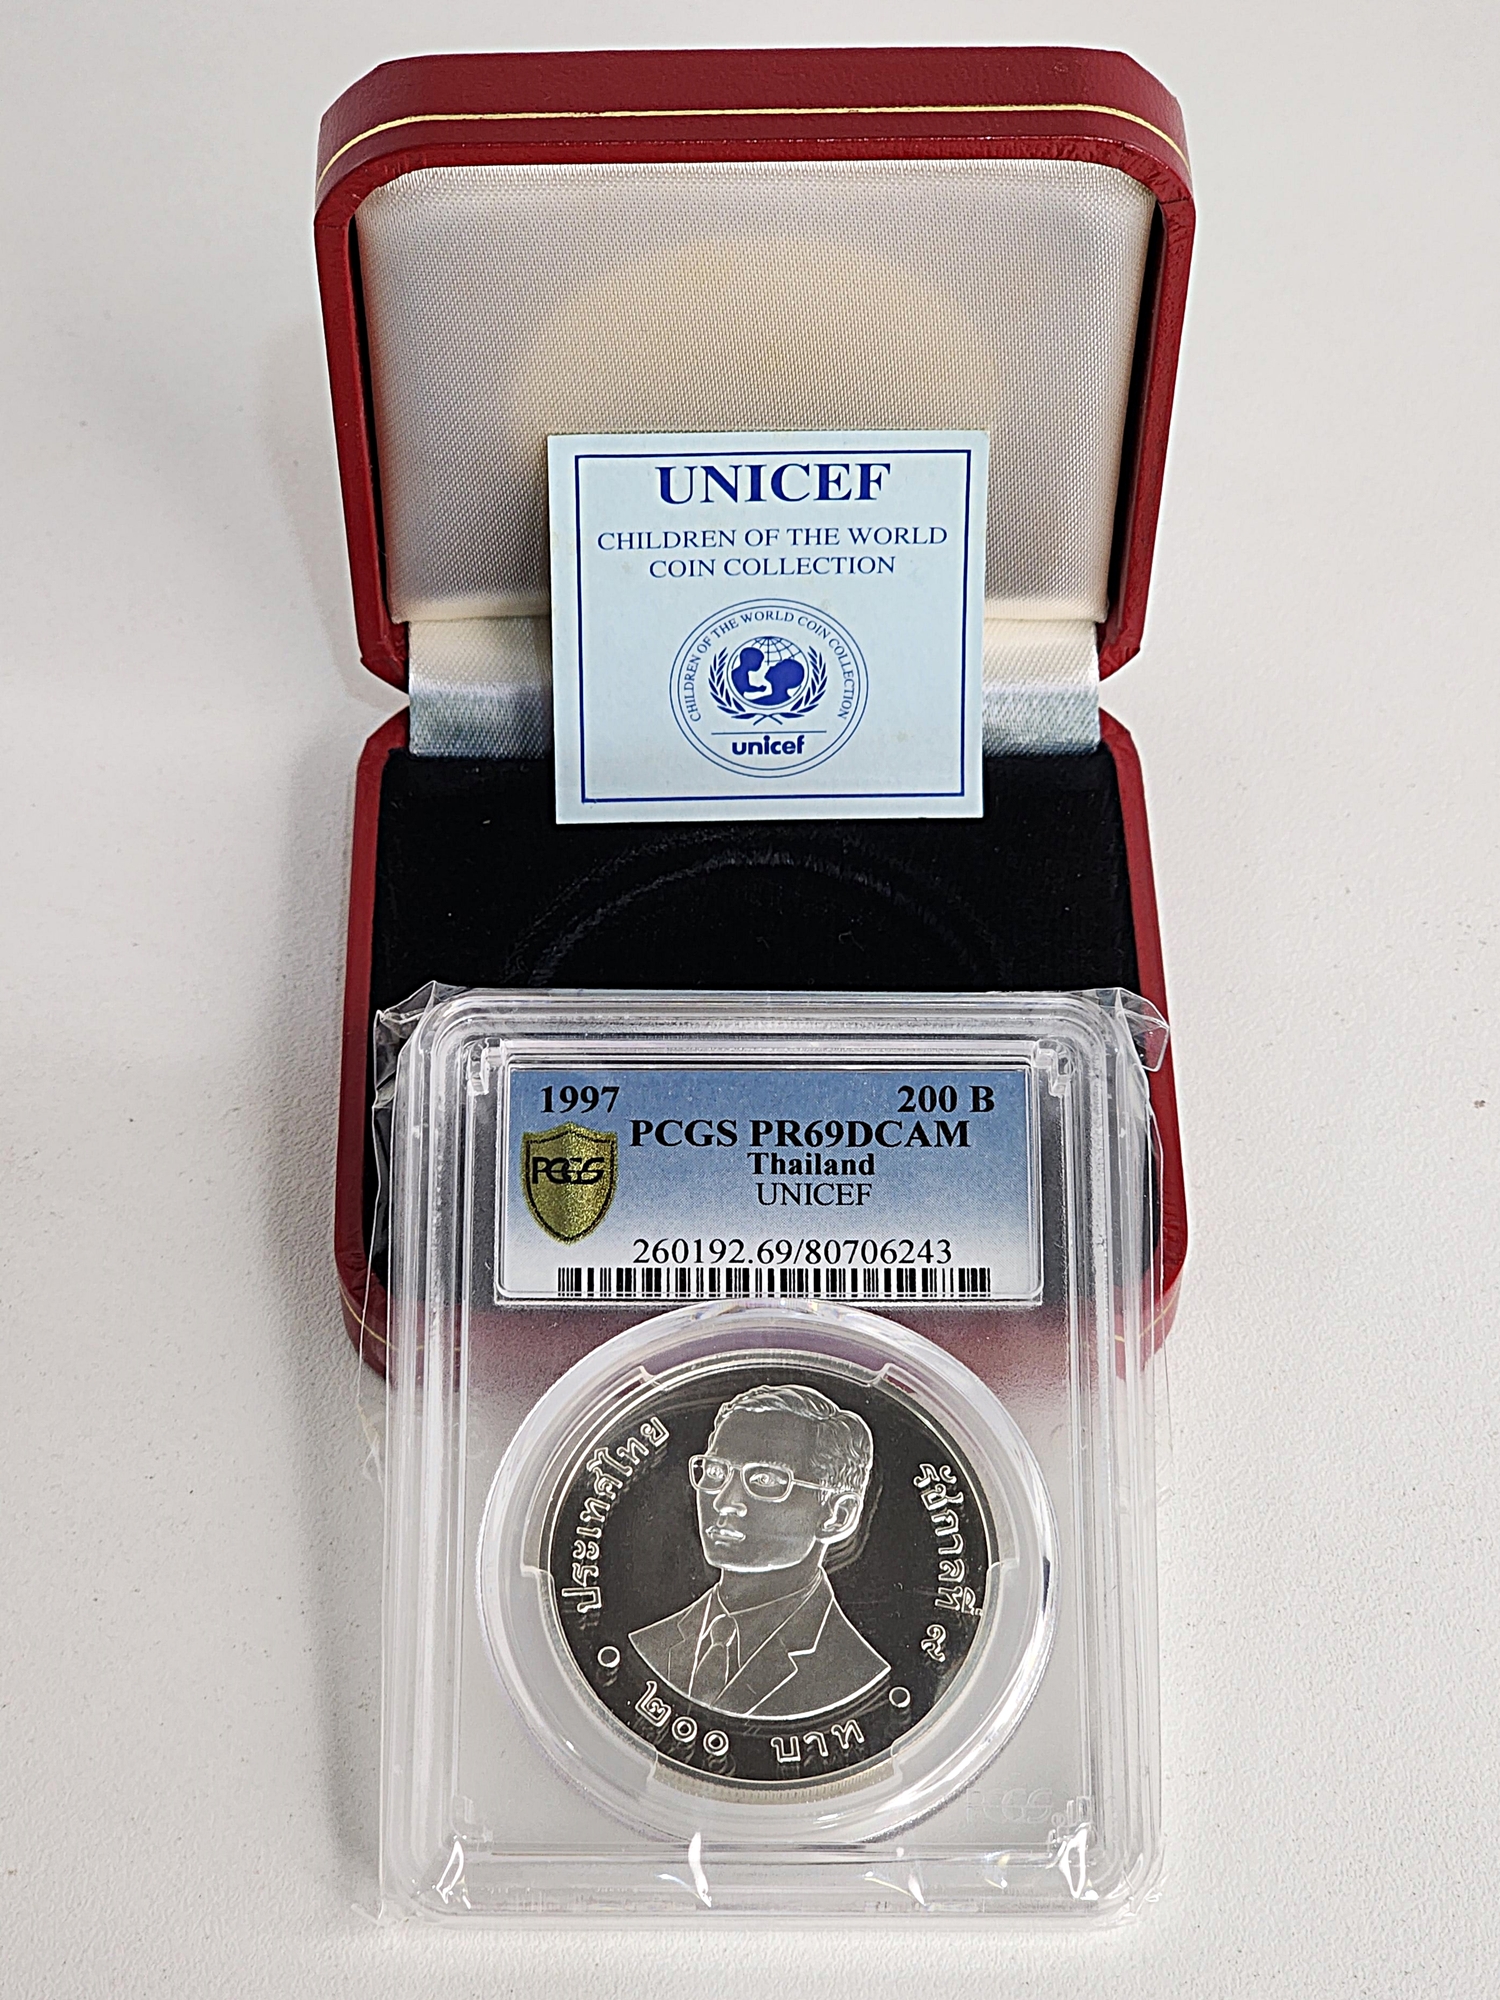 UNICEF
CHILDREN OF THE WORLD
COIN COLLECTION
CHILDREN OF THE WORLD COIN COLLECTION
unicef
1997 200 B
PCGS PR69DCAM
Thailand
UNICEF
PCGS
260192.69/80706243
ประเทศไทย
รัชกาลที่ ๙
๒๐๐ บาท
PCGS